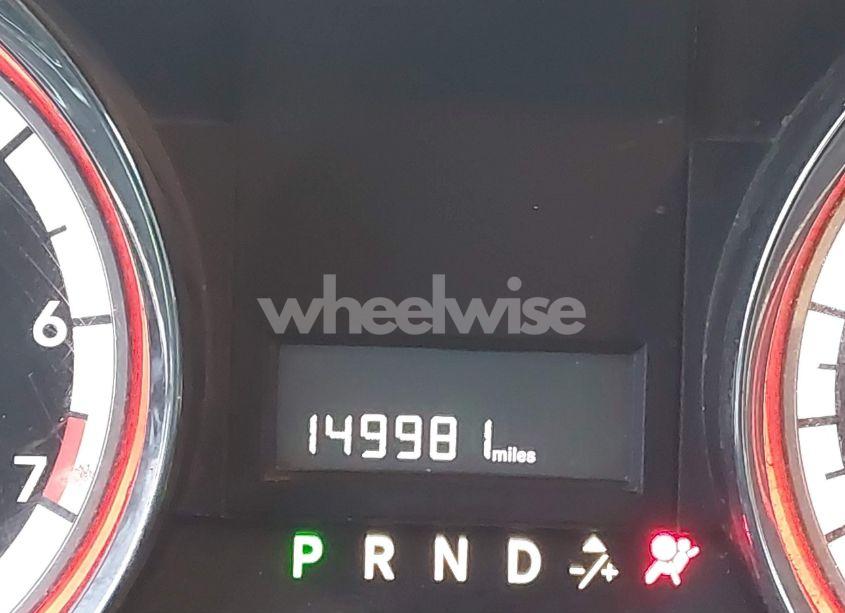 6
7
wheelwise
149981 miles
P R N D -/+